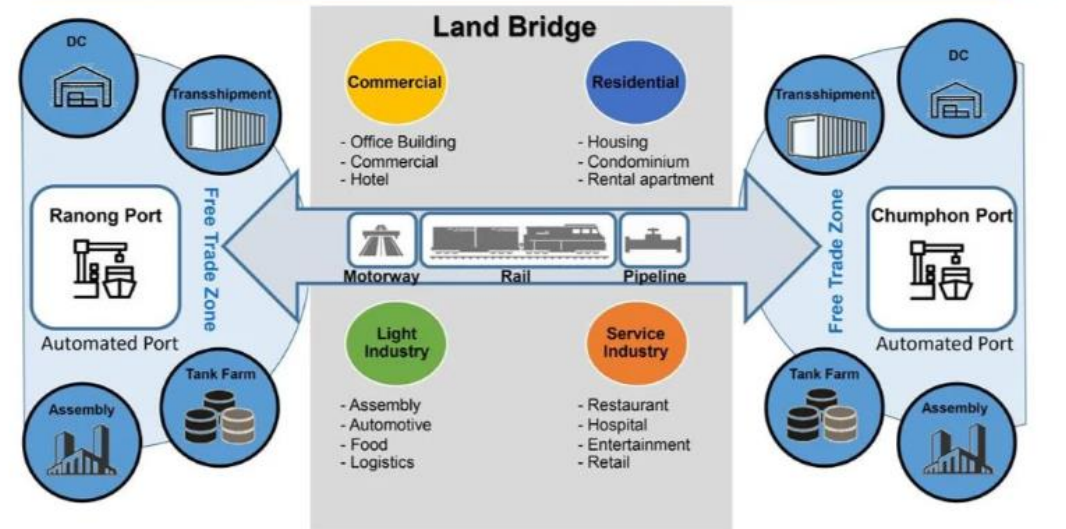 Land Bridge
DC
Transshipment
Ranong Port
Automated Port
Free Trade Zone
Tank Farm
Assembly
Commercial
- Office Building
- Commercial
- Hotel
Residential
- Housing
- Condominium
- Rental apartment
Motorway
Rail
Pipeline
Light
Industry
- Assembly
- Automotive
- Food
- Logistics
Service
Industry
- Restaurant
- Hospital
- Entertainment
- Retail
DC
Transshipment
Free Trade Zone
Chumphon Port
Automated Port
Tank Farm
Assembly